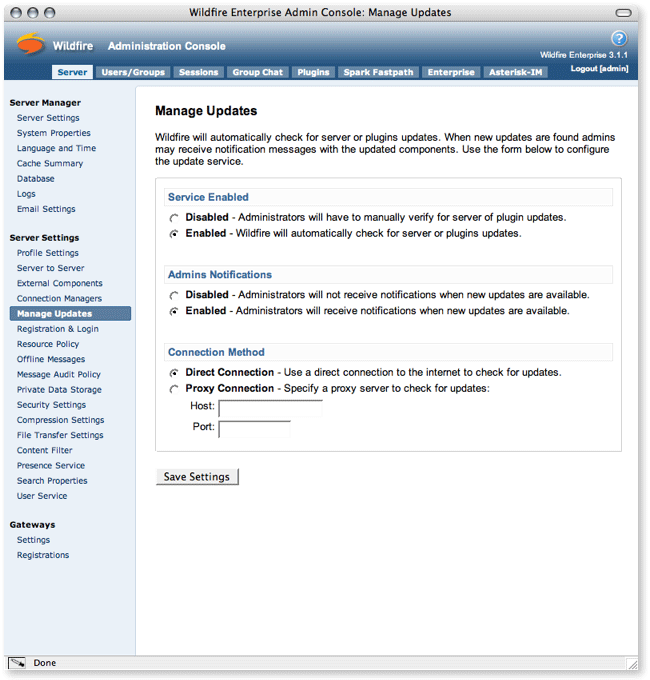 Wildfire Enterprise Admin Console: Manage Updates
Wildfire Administration Console
?
Wildfire Enterprise 3.1.1
Logout [admin]
Server Users/Groups Sessions Group Chat Plugins Spark Fastpath Enterprise Asterisk-IM
Server Manager
Server Settings
System Properties
Language and Time
Cache Summary
Database
Logs
Email Settings
Server Settings
Profile Settings
Server to Server
External Components
Connection Managers
Manage Updates
Registration & Login
Resource Policy
Offline Messages
Message Audit Policy
Private Data Storage
Security Settings
Compression Settings
File Transfer Settings
Content Filter
Presence Service
Search Properties
User Service
Gateways
Settings
Registrations
Manage Updates
Wildfire will automatically check for server or plugins updates. When new updates are found admins
may receive notification messages with the updated components. Use the form below to configure
the update service.
Service Enabled
Disabled - Administrators will have to manually verify for server of plugin updates.
Enabled - Wildfire will automatically check for server or plugins updates.
Admins Notifications
Disabled - Administrators will not receive notifications when new updates are available.
Enabled - Administrators will receive notifications when new updates are available.
Connection Method
Direct Connection - Use a direct connection to the internet to check for updates.
Proxy Connection - Specify a proxy server to check for updates:
Host:
Port:
Save Settings
Done